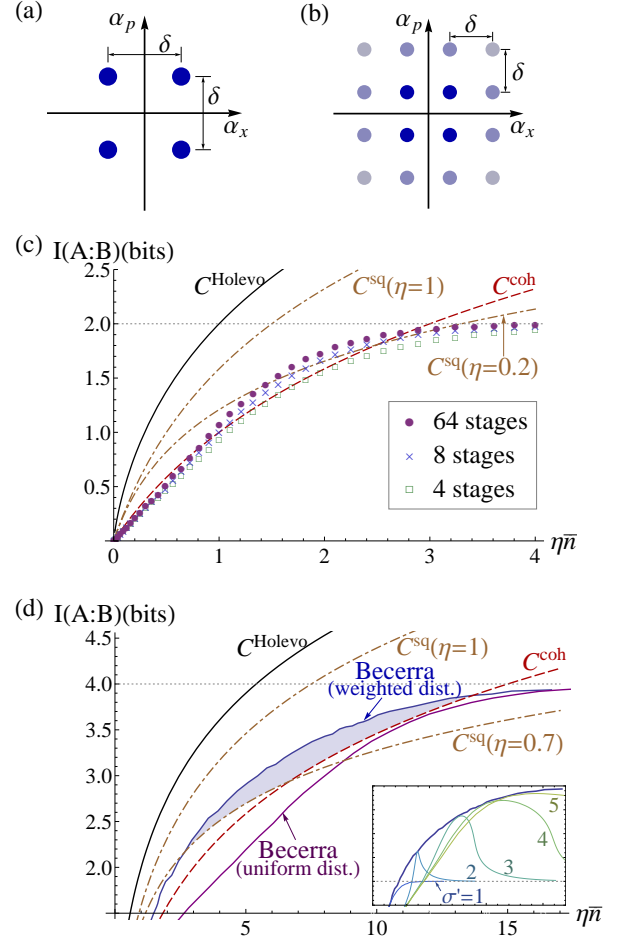 (a)
α_p
δ
δ
α_x
(b)
α_p
δ
δ
α_x
(c)
I(A:B)(bits)
2.5
2.0
1.5
1.0
0.5
C^Holevo
C^sq(η=1)
C^coh
C^sq(η=0.2)
64 stages
8 stages
4 stages
0
1
2
3
4
ηn̅
(d)
I(A:B)(bits)
4.5
4.0
3.5
3.0
2.5
2.0
C^Holevo
C^sq(η=1)
C^coh
Becerra
(weighted dist.)
C^sq(η=0.7)
Becerra
(uniform dist.)
5
4
3
2
σ'=1
0
5
10
15
ηn̅